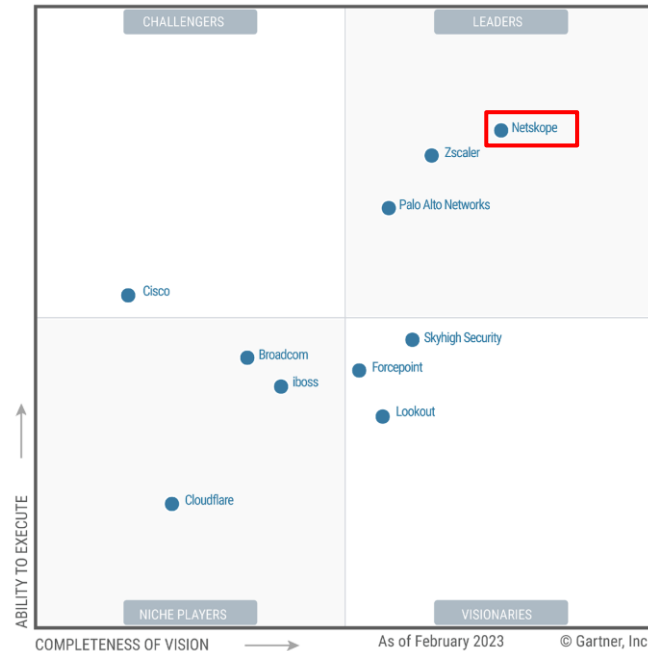 CHALLENGERS
LEADERS
Netskope
Zscaler
Palo Alto Networks
Cisco
Skyhigh Security
Broadcom
Forcepoint
iboss
Lookout
Cloudflare
ABILITY TO EXECUTE
NICHE PLAYERS
VISIONARIES
COMPLETENESS OF VISION
As of February 2023
© Gartner, Inc